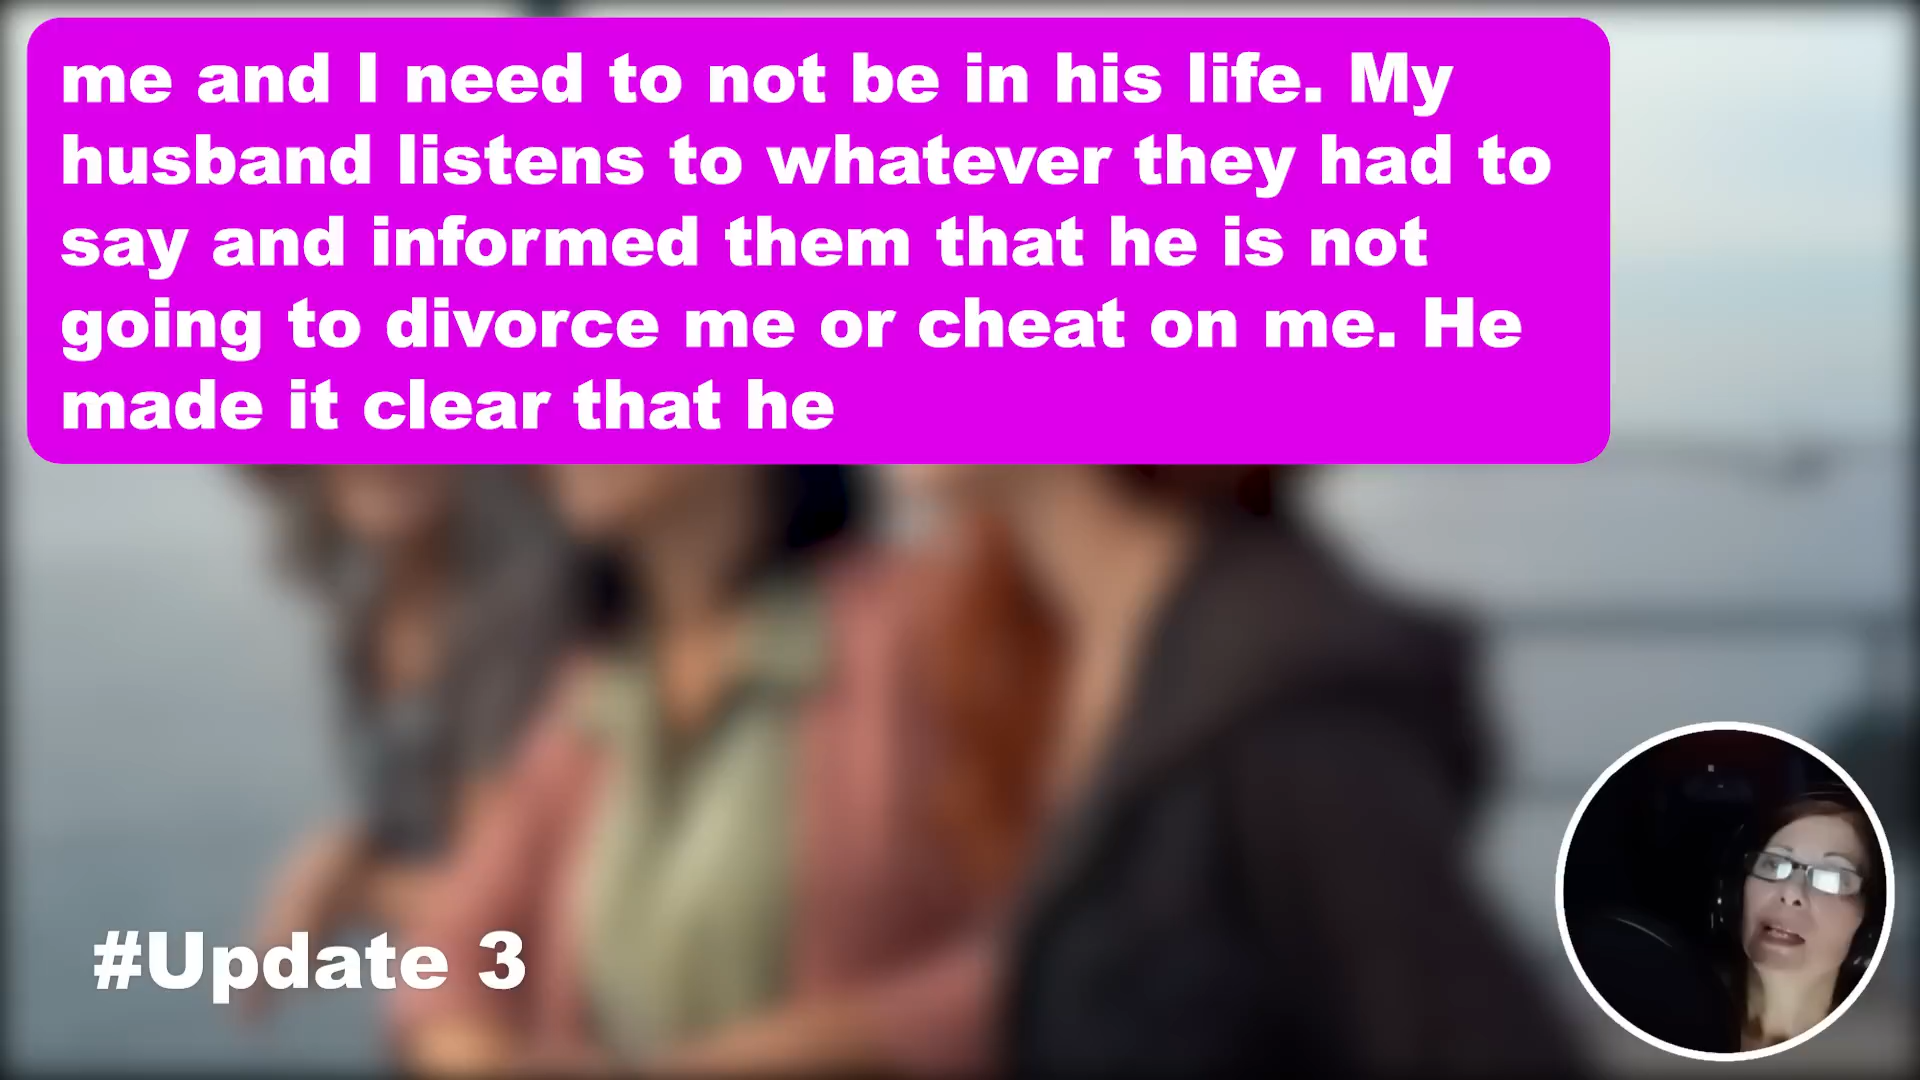 me and I need to not be in his life. My
husband listens to whatever they had to
say and informed them that he is not
going to divorce me or cheat on me. He
made it clear that he
#Update 3